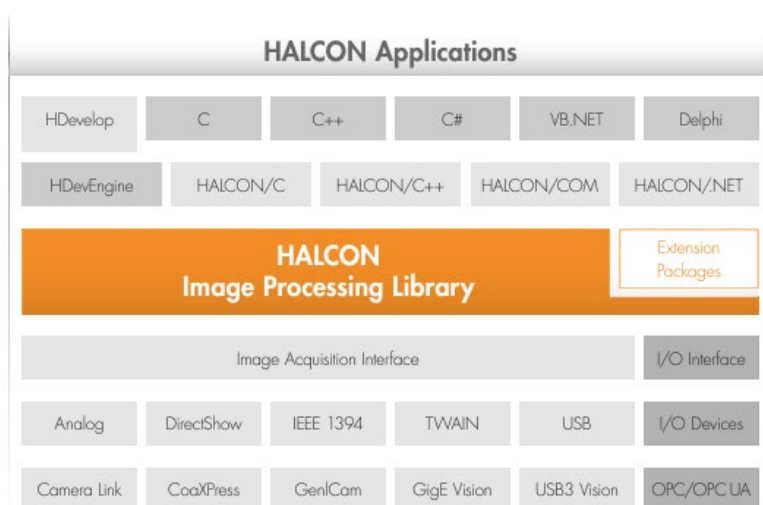 HALCON Applications
HDevelop C C++ C# VB.NET Delphi
HDevEngine HALCON/C HALCON/C++ HALCON/COM HALCON/.NET
HALCON
Image Processing Library
Extension
Packages
Image Acquisition Interface I/O Interface
Analog DirectShow IEEE 1394 TWAIN USB I/O Devices
Camera Link CoaXPress GenICam GigE Vision USB3 Vision OPC/OPC UA